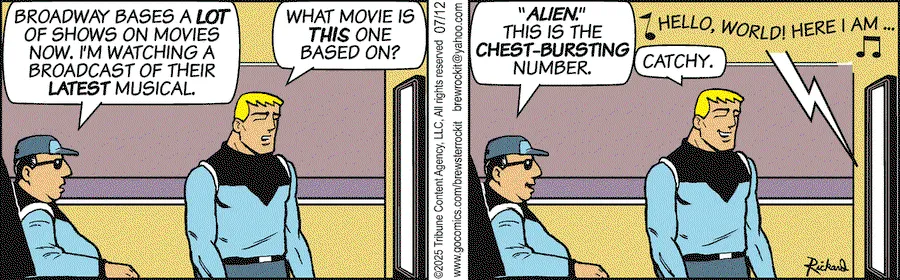 BROADWAY BASES A LOT
OF SHOWS ON MOVIES
NOW. I'M WATCHING A
BROADCAST OF THEIR
LATEST MUSICAL.
WHAT MOVIE IS
THIS ONE
BASED ON?
©2025 Tribune Content Agency, LLC, All rights reserved 07/12
www.gocomics.com/brewsterrockit brewrockit@yahoo.com
"ALIEN."
THIS IS THE
CHEST-BURSTING
NUMBER.
CATCHY.
HELLO, WORLD! HERE I AM ...
Rickard